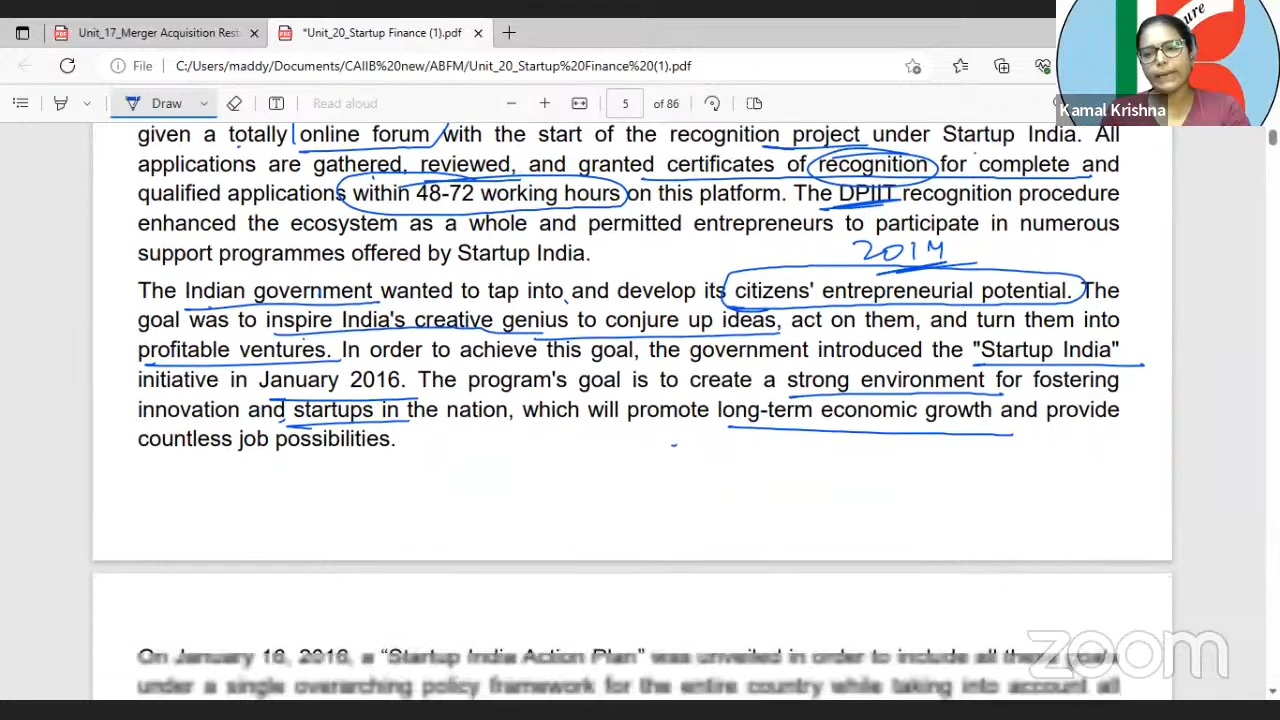 Unit_17_Merger Acquisition Rest
*Unit_20_Startup Finance (1).pdf
File
C:/Users/maddy/Documents/CAIIB%20new/ABFM/Unit_20_Startup%20Finance%20(1).pdf
Draw
Read aloud
5
of 86
ure
Kamal Krishna
given a totally online forum with the start of the recognition project under Startup India. All
applications are gathered, reviewed, and granted certificates of recognition for complete and
qualified applications within 48-72 working hours on this platform. The DPIIT recognition procedure
enhanced the ecosystem as a whole and permitted entrepreneurs to participate in numerous
support programmes offered by Startup India.
The Indian government wanted to tap into and develop its citizens' entrepreneurial potential. The
goal was to inspire India's creative genius to conjure up ideas, act on them, and turn them into
profitable ventures. In order to achieve this goal, the government introduced the "Startup India"
initiative in January 2016. The program's goal is to create a strong environment for fostering
innovation and startups in the nation, which will promote long-term economic growth and provide
countless job possibilities.
On January 16, 2016, a “Startup India Action Plan” was unveiled in order to include all these goals
under a single overarching policy framework for the entire country while taking into account all
zoom